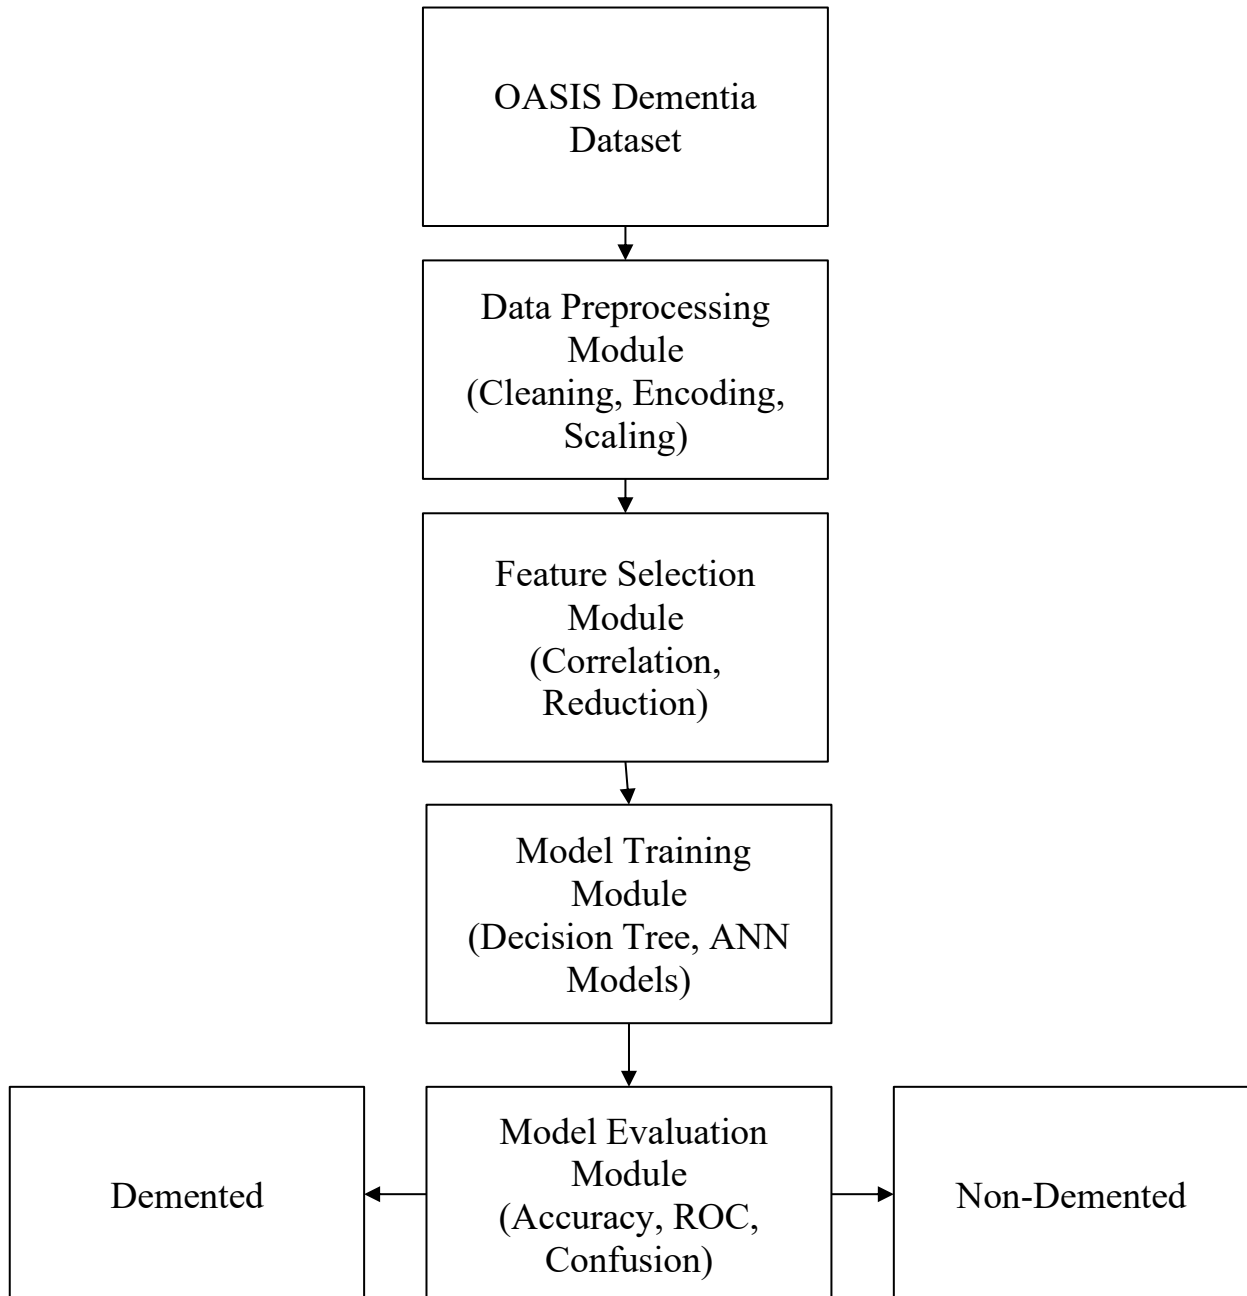 OASIS Dementia
Dataset
Data Preprocessing
Module
(Cleaning, Encoding,
Scaling)
Feature Selection
Module
(Correlation,
Reduction)
Model Training
Module
(Decision Tree, ANN
Models)
Demented
Model Evaluation
Module
(Accuracy, ROC,
Confusion)
Non-Demented